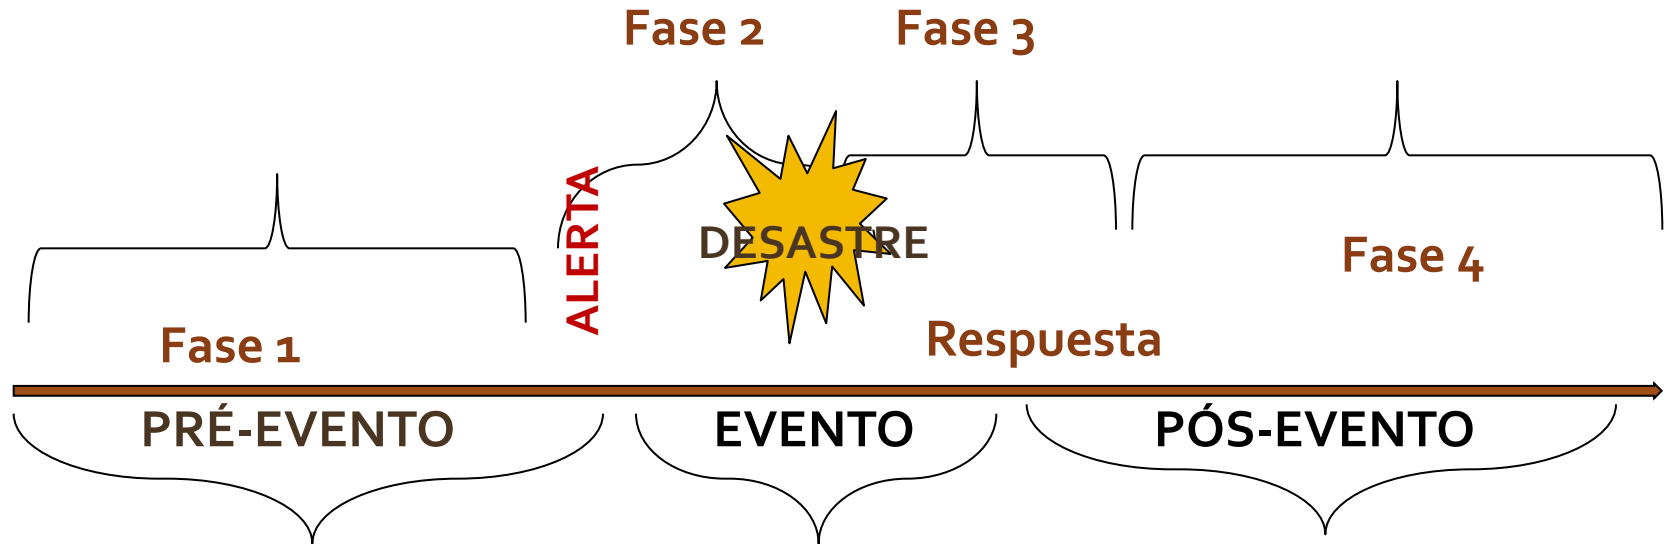 Fase 2
Fase 3
ALERTA
DESASTRE
Fase 4
Fase 1
Respuesta
PRÉ-EVENTO
EVENTO
PÓS-EVENTO